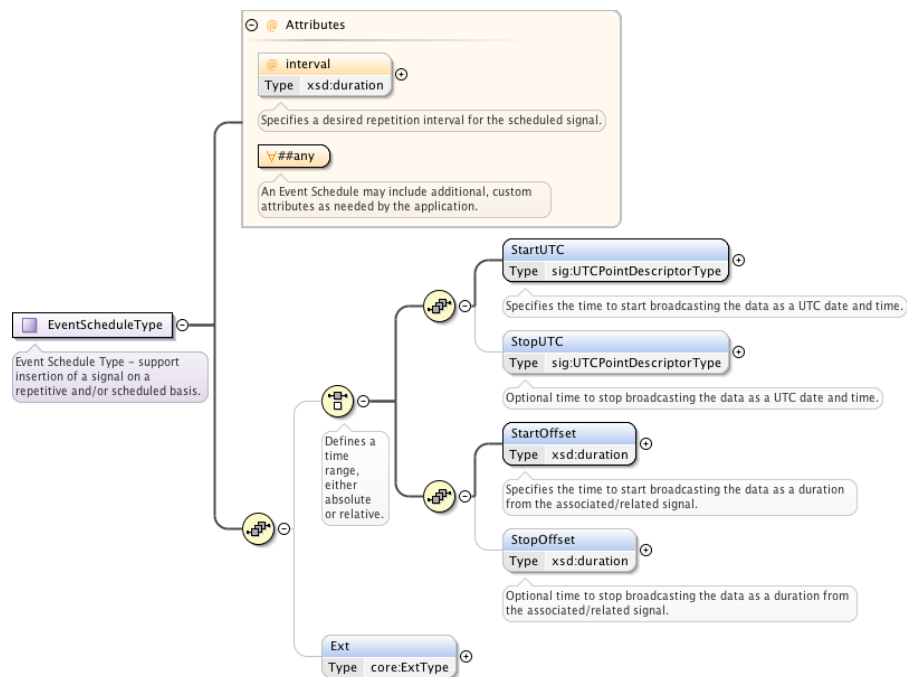 @ Attributes
@ interval
Type xsd:duration
Specifies a desired repetition interval for the scheduled signal.
∀##any
An Event Schedule may include additional, custom
attributes as needed by the application.
StartUTC
Type sig:UTCPointDescriptorType
Specifies the time to start broadcasting the data as a UTC date and time.
EventScheduleType
Event Schedule Type – support
insertion of a signal on a
repetitive and/or scheduled basis.
StopUTC
Type sig:UTCPointDescriptorType
Optional time to stop broadcasting the data as a UTC date and time.
Defines a
time
range,
either
absolute
or relative.
StartOffset
Type xsd:duration
Specifies the time to start broadcasting the data as a duration
from the associated/related signal.
StopOffset
Type xsd:duration
Optional time to stop broadcasting the data as a duration from
the associated/related signal.
Ext
Type core:ExtType